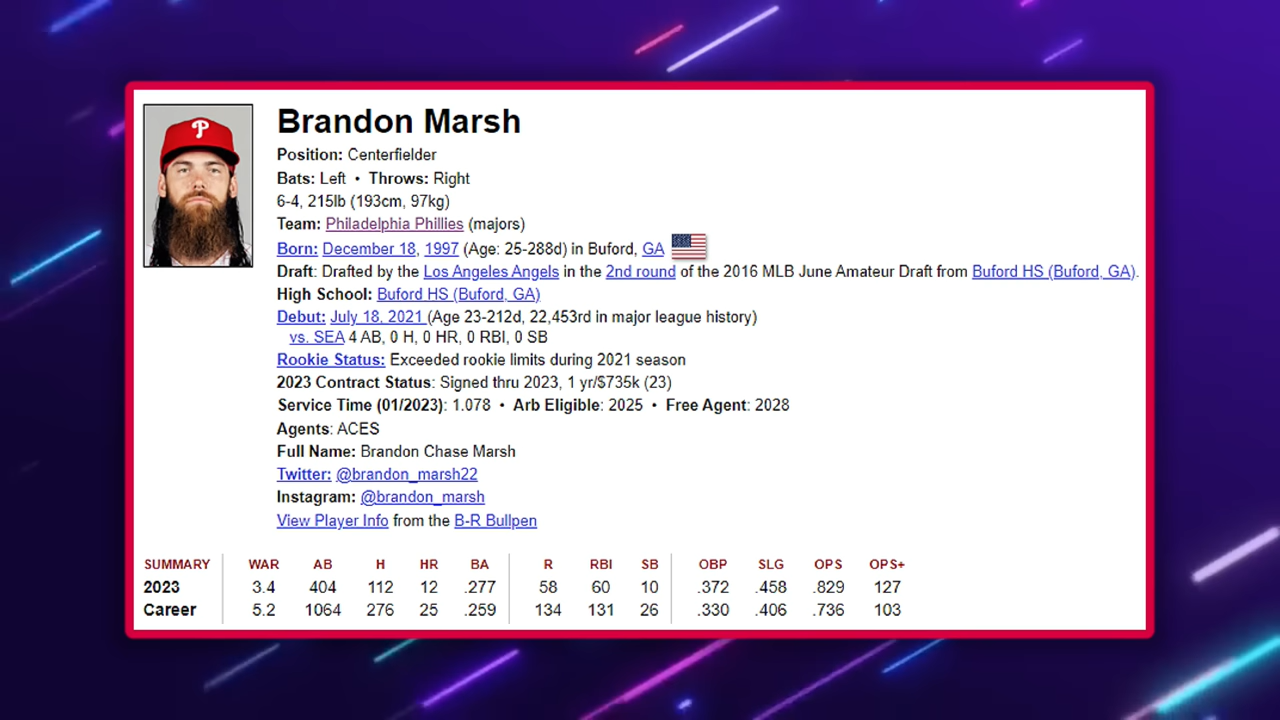 Brandon Marsh
Position: Centerfielder
Bats: Left • Throws: Right
6-4, 215lb (193cm, 97kg)
Team: Philadelphia Phillies (majors)
Born: December 18, 1997 (Age: 25-288d) in Buford, GA
Draft: Drafted by the Los Angeles Angels in the 2nd round of the 2016 MLB June Amateur Draft from Buford HS (Buford, GA).
High School: Buford HS (Buford, GA)
Debut: July 18, 2021 (Age 23-212d, 22,453rd in major league history)
vs. SEA 4 AB, 0 H, 0 HR, 0 RBI, 0 SB
Rookie Status: Exceeded rookie limits during 2021 season
2023 Contract Status: Signed thru 2023, 1 yr/$735k (23)
Service Time (01/2023): 1.078 • Arb Eligible: 2025 • Free Agent: 2028
Agents: ACES
Full Name: Brandon Chase Marsh
Twitter: @brandon_marsh22
Instagram: @brandon_marsh
View Player Info from the B-R Bullpen
SUMMARY WAR AB H HR BA R RBI SB OBP SLG OPS OPS+
2023 3.4 404 112 12 .277 58 60 10 .372 .458 .829 127
Career 5.2 1064 276 25 .259 134 131 26 .330 .406 .736 103